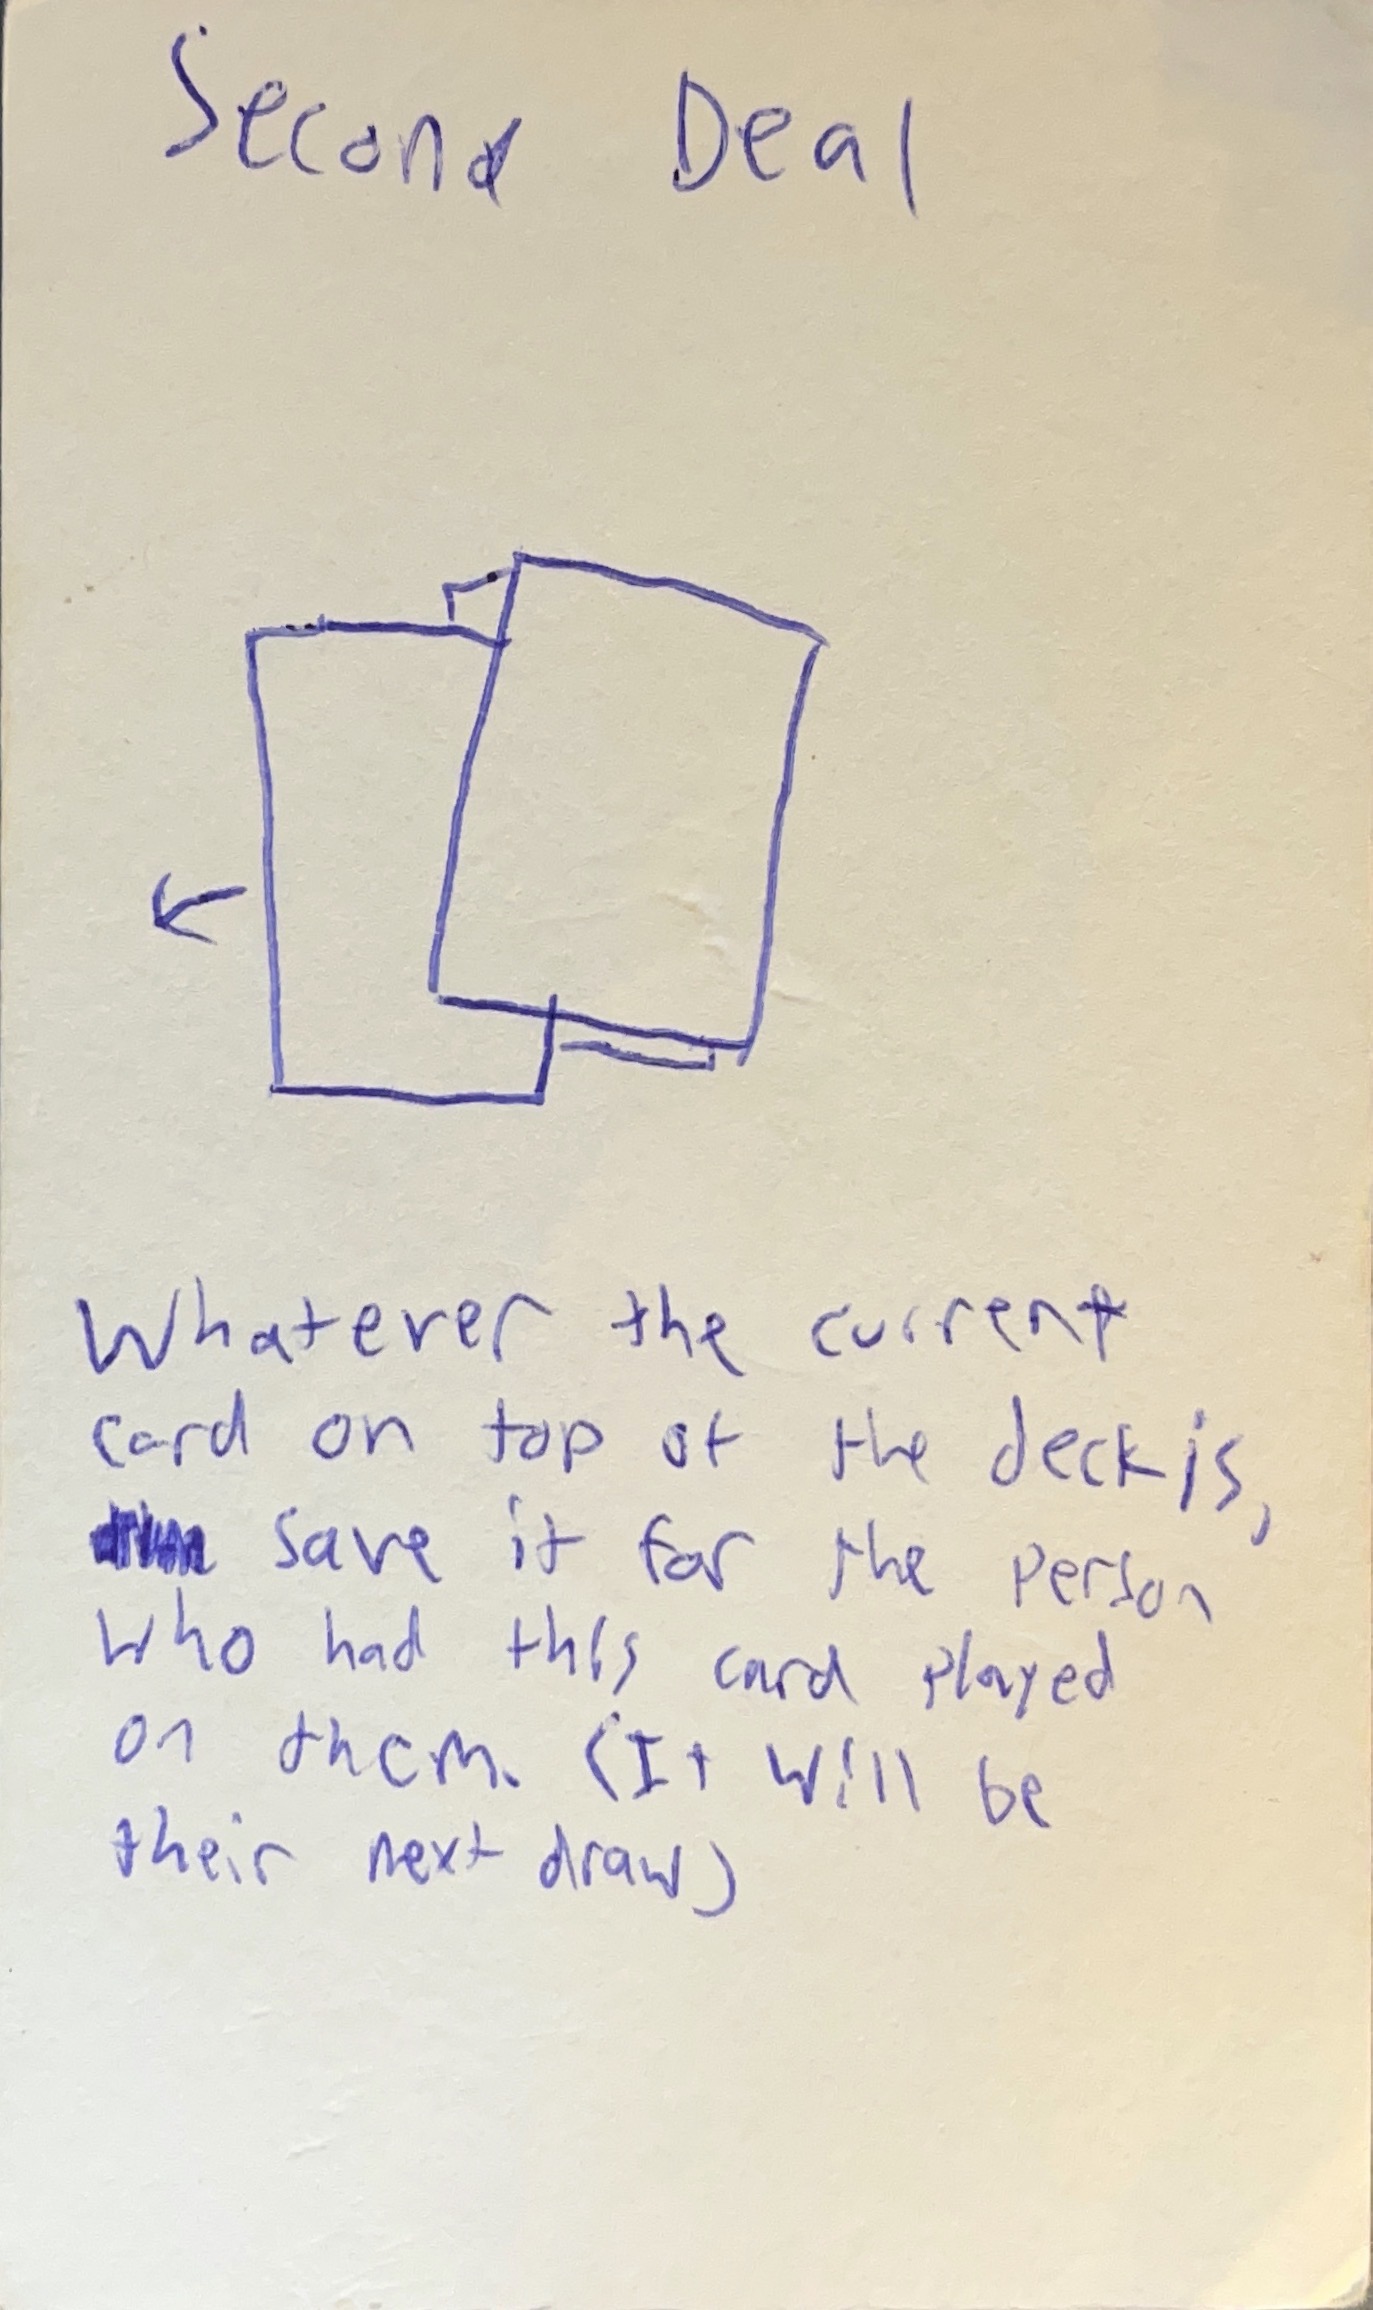 Second Deal
Whatever the current
card on top of the deck is,
save it for the person
who had this card played
on them. (It will be
their next draw)